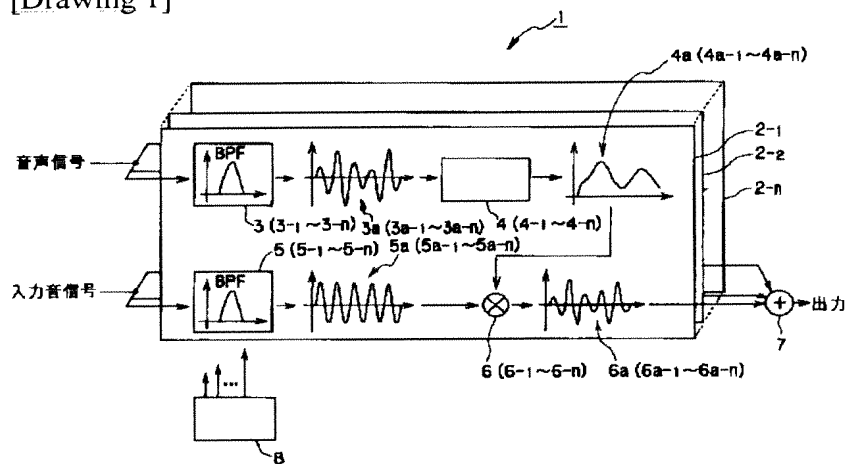 [Drawing 1]
1
4a (4a-1~4a-n)
2-1
2-2
2-n
音声信号
BPF
3 (3-1~3-n)
3a (3a-1~3a-n)
4 (4-1~4-n)
5 (5-1~5-n)
5a (5a-1~5a-n)
入力音信号
BPF
出力
7
6 (6-1~6-n)
6a (6a-1~6a-n)
...
8